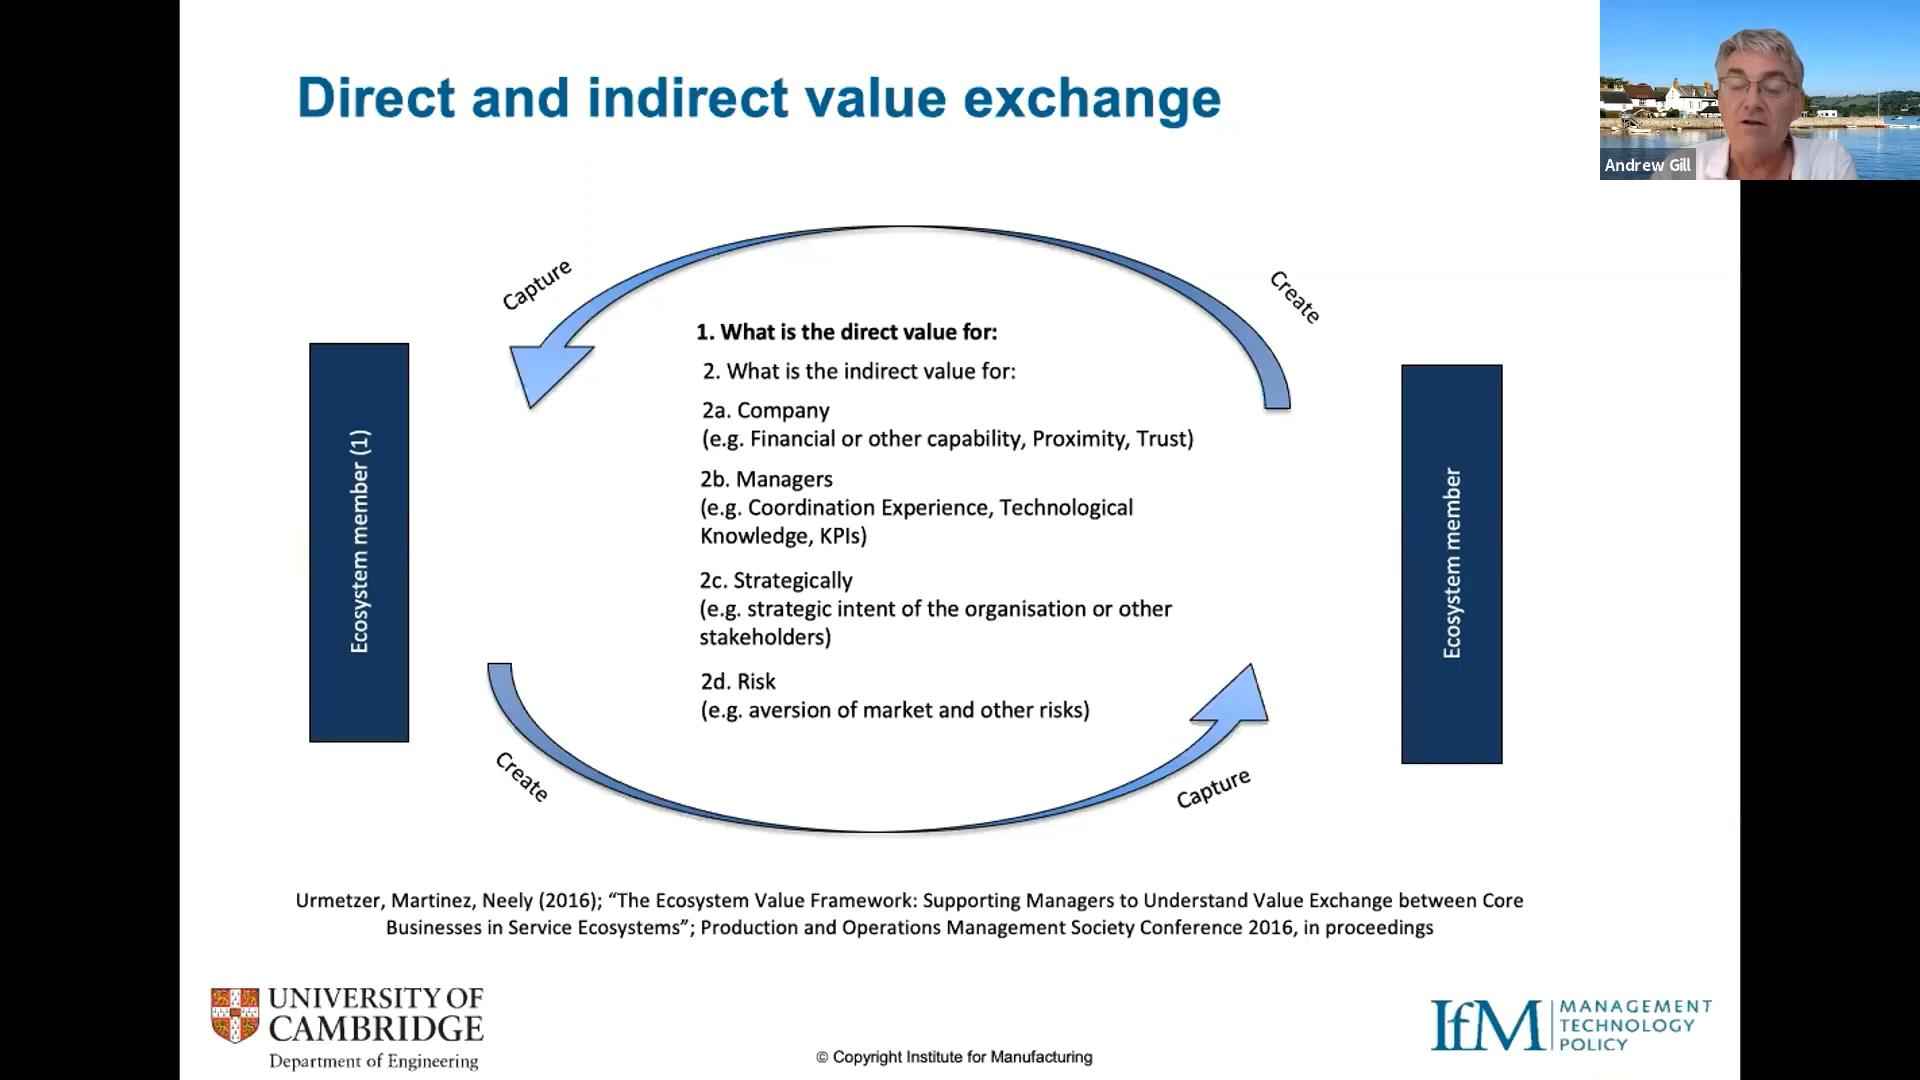 Direct and indirect value exchange
Andrew Gill
Capture
Create
1. What is the direct value for:
2. What is the indirect value for:
2a. Company
(e.g. Financial or other capability, Proximity, Trust)
2b. Managers
(e.g. Coordination Experience, Technological
Knowledge, KPIs)
2c. Strategically
(e.g. strategic intent of the organisation or other
stakeholders)
2d. Risk
(e.g. aversion of market and other risks)
Ecosystem member (1)
Ecosystem member
Create
Capture
Urmetzer, Martinez, Neely (2016); “The Ecosystem Value Framework: Supporting Managers to Understand Value Exchange between Core
Businesses in Service Ecosystems”; Production and Operations Management Society Conference 2016, in proceedings
UNIVERSITY OF
CAMBRIDGE
Department of Engineering
© Copyright Institute for Manufacturing
IfM
MANAGEMENT
TECHNOLOGY
POLICY